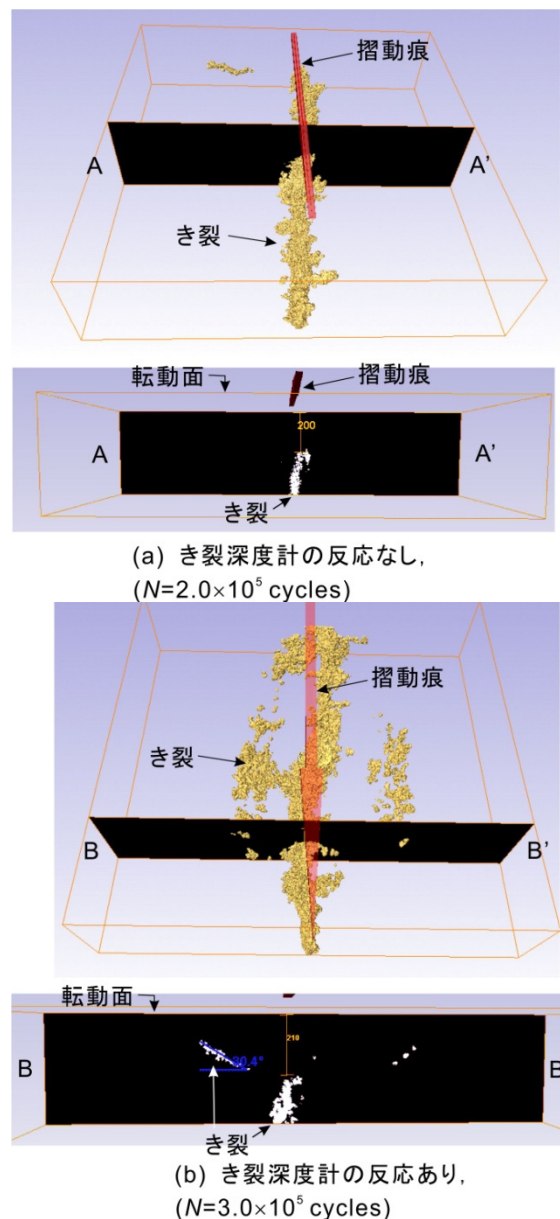 摺動痕
A
A'
き裂
転動面
摺動痕
200
A
A'
き裂
(a) き裂深度計の反応なし,
(N=2.0×10⁵ cycles)
摺動痕
き裂
B
B'
転動面
210
B
B
き裂
(b) き裂深度計の反応あり,
(N=3.0×10⁵ cycles)